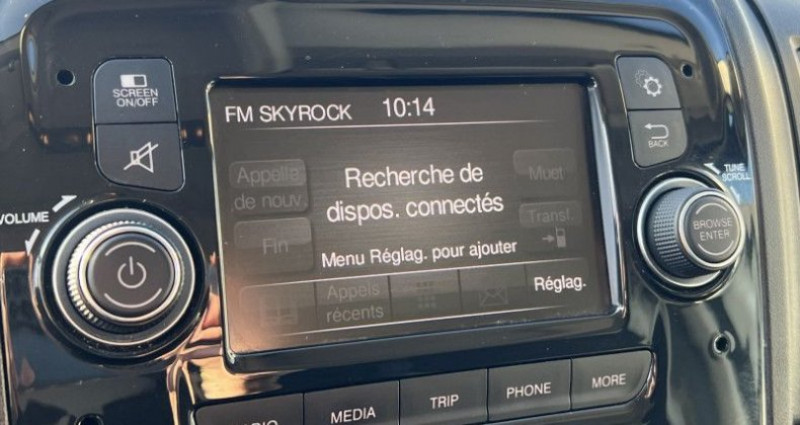 SCREEN
ON/OFF
FM SKYROCK 10:14
BACK
Appelle
de nouv.
Recherche de
dispos. connectés
Muet
Transf.
Fin
Menu Réglag. pour ajouter
Appels
récents
Réglag.
VOLUME
TUNE
SCROLL
BROWSE
ENTER
MEDIA
TRIP
PHONE
MORE